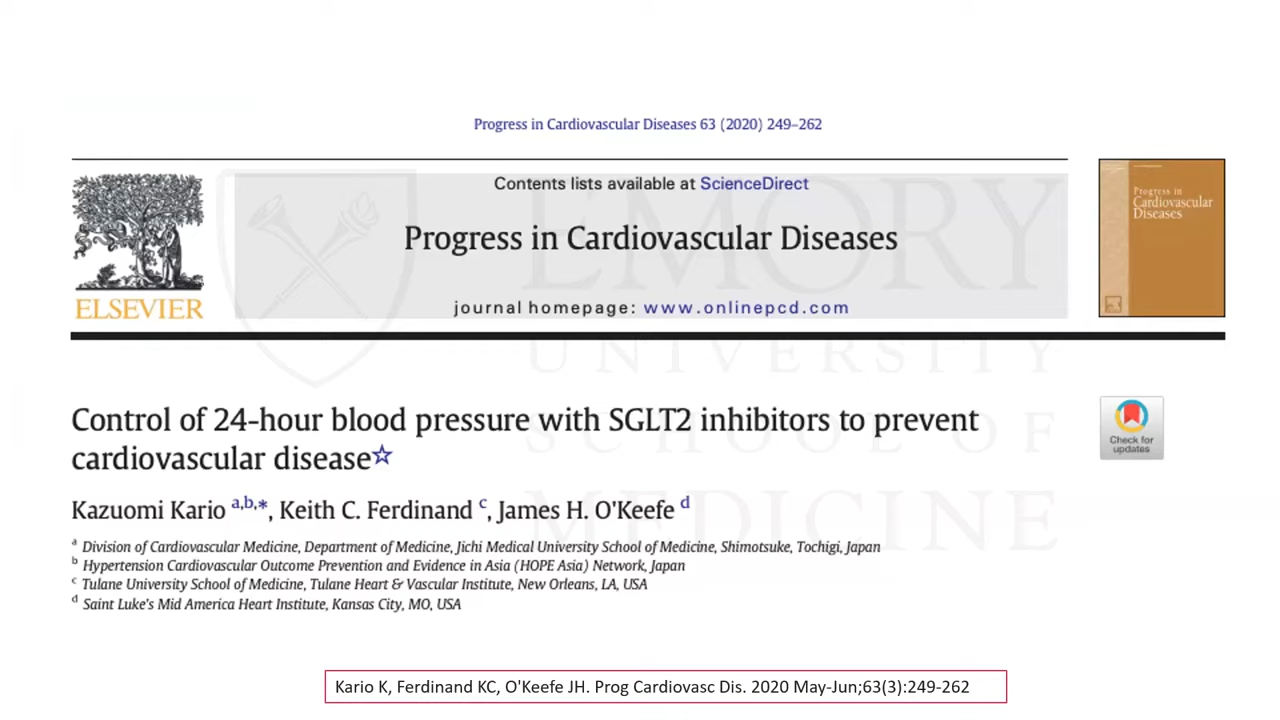 Progress in Cardiovascular Diseases 63 (2020) 249–262
Contents lists available at ScienceDirect
Progress in Cardiovascular Diseases
journal homepage: www.onlinepcd.com
ELSEVIER
Progress in
Cardiovascular
Diseases
EMORY
UNIVERSITY
SCHOOL OF
MEDICINE
Control of 24-hour blood pressure with SGLT2 inhibitors to prevent
cardiovascular disease☆
Check for
updates
Kazuomi Kario a,b,*, Keith C. Ferdinand c, James H. O'Keefe d
a Division of Cardiovascular Medicine, Department of Medicine, Jichi Medical University School of Medicine, Shimotsuke, Tochigi, Japan
b Hypertension Cardiovascular Outcome Prevention and Evidence in Asia (HOPE Asia) Network, Japan
c Tulane University School of Medicine, Tulane Heart & Vascular Institute, New Orleans, LA, USA
d Saint Luke's Mid America Heart Institute, Kansas City, MO, USA
Kario K, Ferdinand KC, O'Keefe JH. Prog Cardiovasc Dis. 2020 May-Jun;63(3):249-262